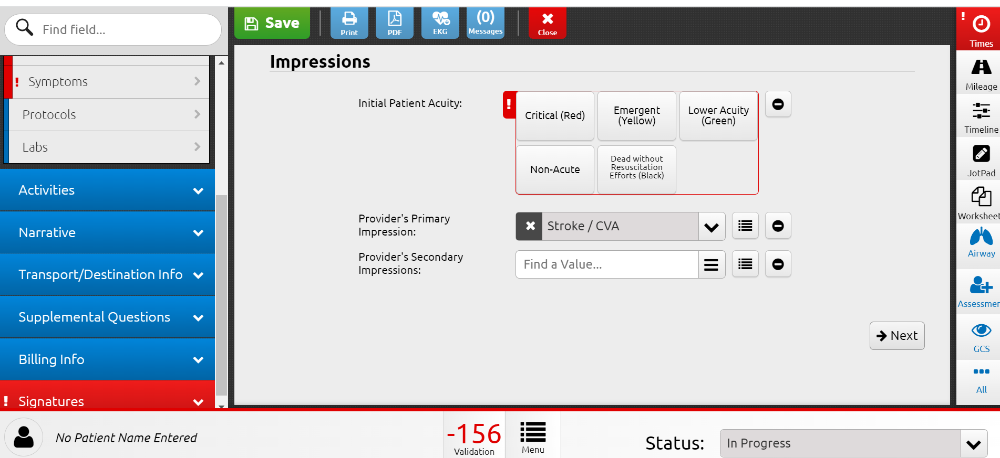 Find field...
Save
Print
PDF
EKG
(0)
Messages
Close
! Times
! Symptoms
Protocols
Labs
Activities
Narrative
Transport/Destination Info
Supplemental Questions
Billing Info
! Signatures
Impressions
Initial Patient Acuity:
!
Critical (Red)
Emergent
(Yellow)
Lower Acuity
(Green)
Non-Acute
Dead without
Resuscitation
Efforts (Black)
Provider's Primary
Impression:
Stroke / CVA
Provider's Secondary
Impressions:
Find a Value...
Next
Mileage
Timeline
JotPad
Worksheet
Airway
Assessmen
GCS
All
No Patient Name Entered
-156
Validation
Menu
Status:
In Progress